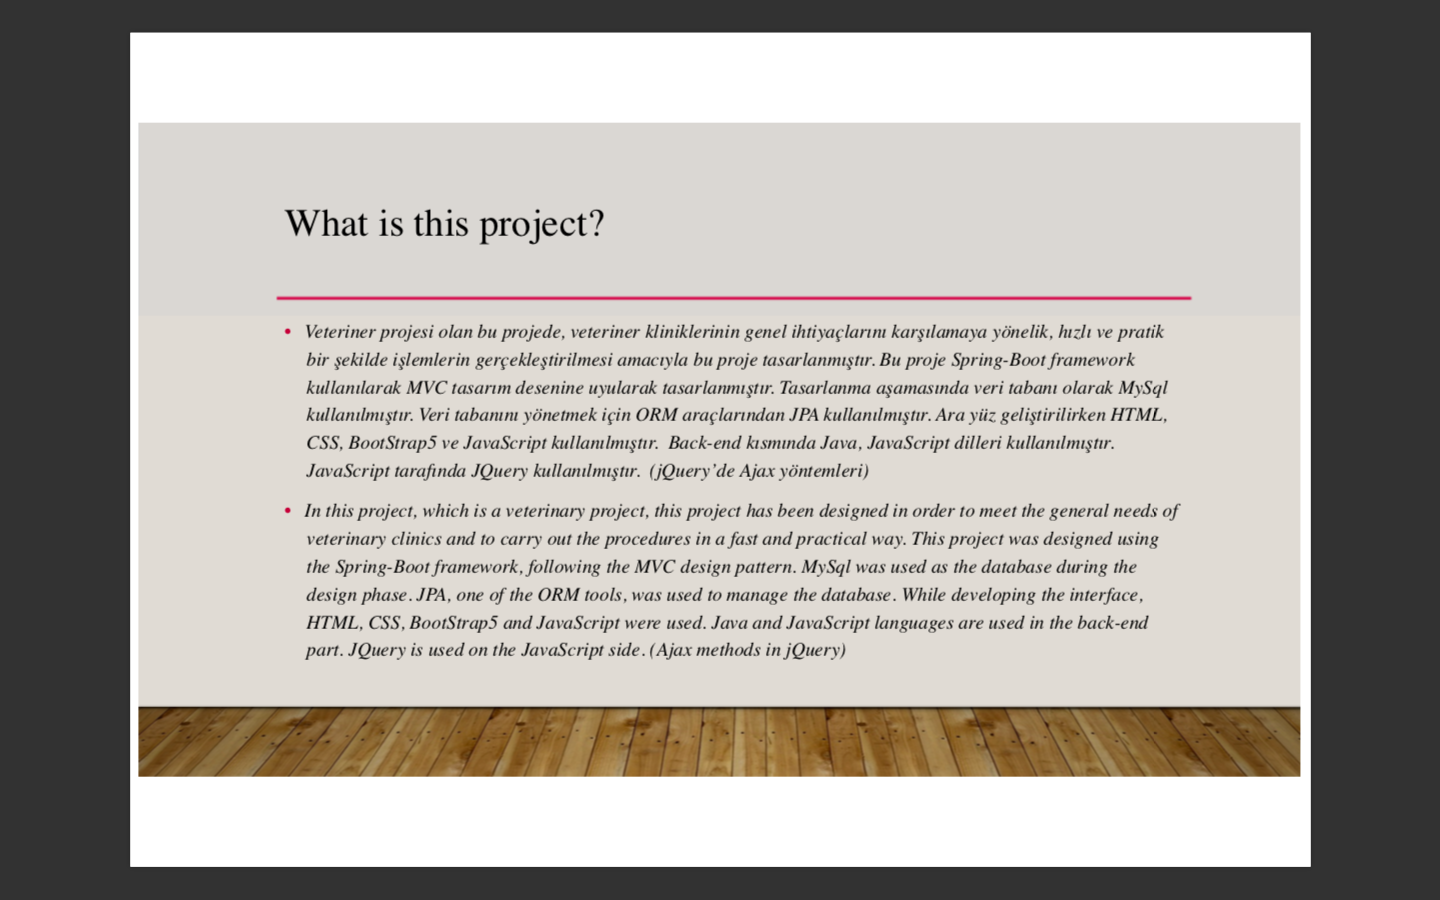 What is this project?
• Veteriner projesi olan bu projede, veteriner kliniklerinin genel ihtiyaçlarını karşılamaya yönelik, hızlı ve pratik
bir şekilde işlemlerin gerçekleştirilmesi amacıyla bu proje tasarlanmıştır. Bu proje Spring-Boot framework
kullanılarak MVC tasarım desenine uyularak tasarlanmıştır. Tasarlanma aşamasında veri tabanı olarak MySql
kullanılmıştır. Veri tabanını yönetmek için ORM araçlarından JPA kullanılmıştır. Ara yüz geliştirilirken HTML,
CSS, BootStrap5 ve JavaScript kullanılmıştır.  Back-end kısmında Java, JavaScript dilleri kullanılmıştır.
JavaScript tarafında JQuery kullanılmıştır.  (jQuery’de Ajax yöntemleri)
• In this project, which is a veterinary project, this project has been designed in order to meet the general needs of
veterinary clinics and to carry out the procedures in a fast and practical way. This project was designed using
the Spring-Boot framework, following the MVC design pattern. MySql was used as the database during the
design phase. JPA, one of the ORM tools, was used to manage the database. While developing the interface,
HTML, CSS, BootStrap5 and JavaScript were used. Java and JavaScript languages are used in the back-end
part. JQuery is used on the JavaScript side. (Ajax methods in jQuery)